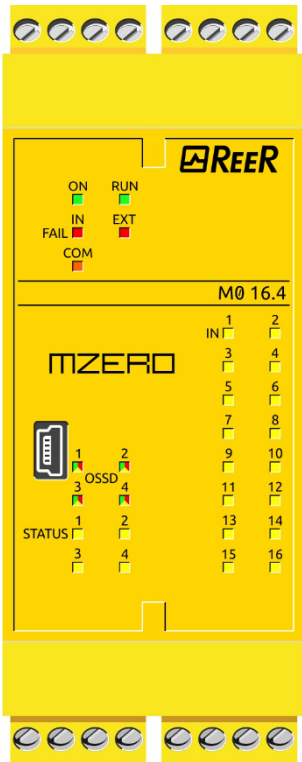 REER
ON RUN
IN EXT
FAIL
COM
M0 16.4
1 2
IN
3 4
MZERO
5 6
7 8
9 10
11 12
13 14
15 16
1 2
OSSD
3 4
STATUS 1 2
3 4